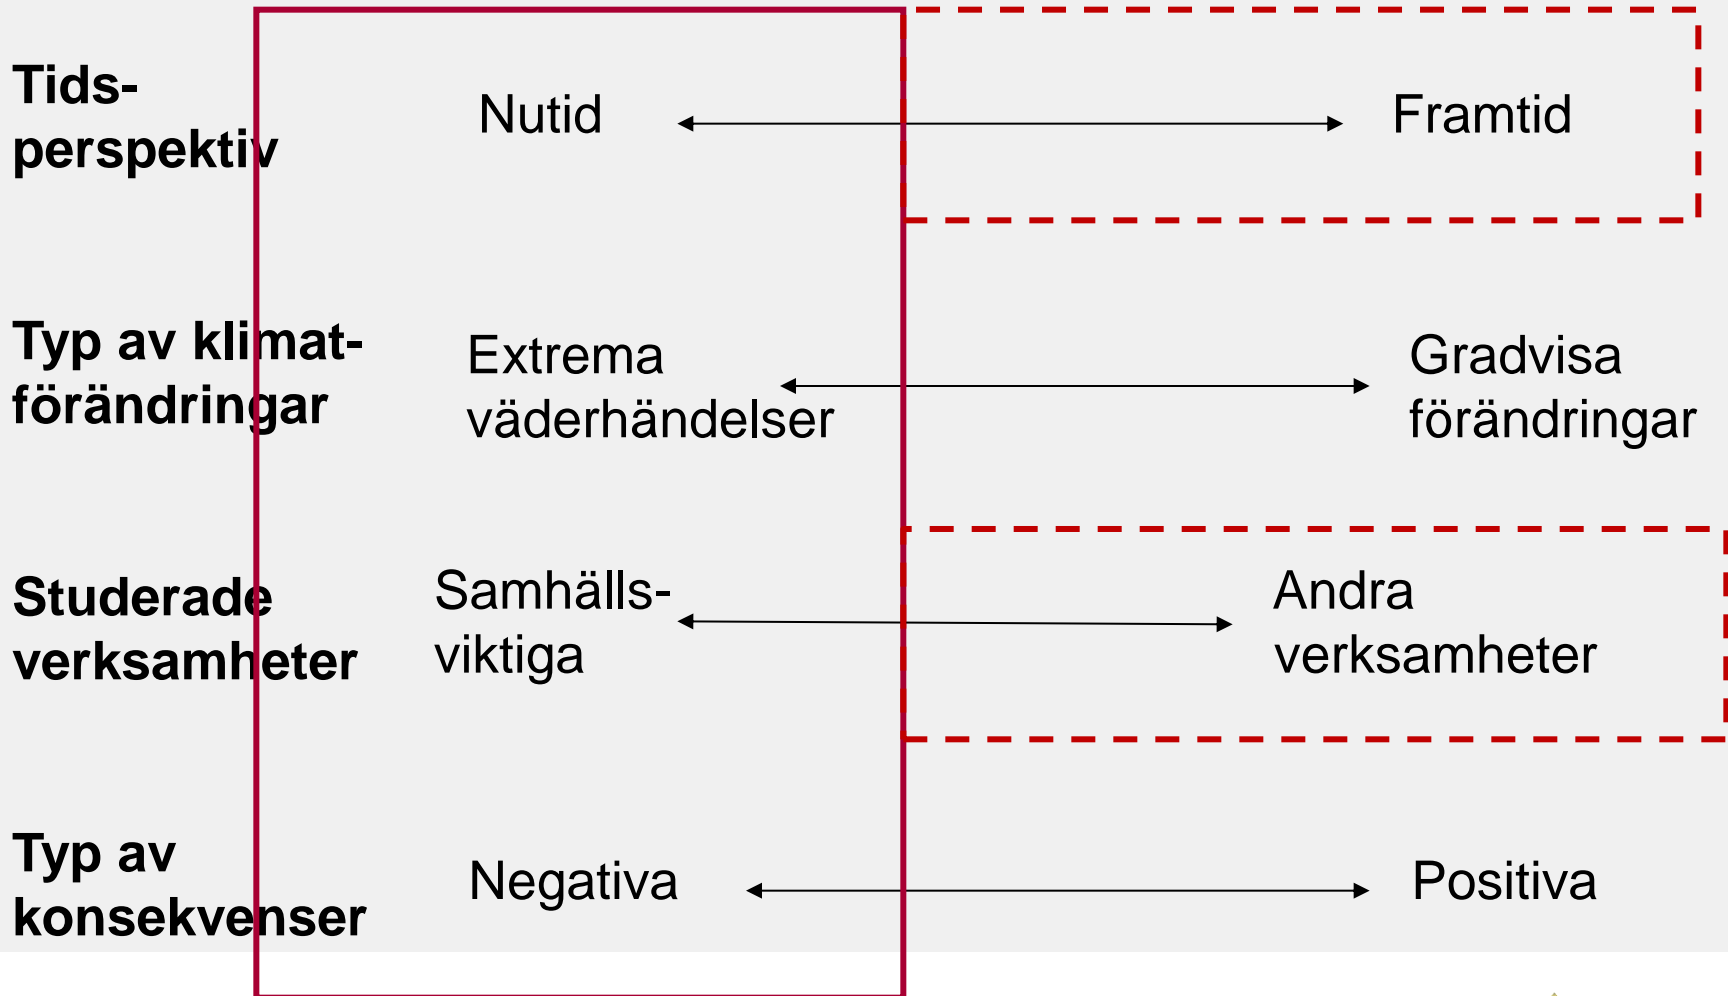 Tids-
perspektiv
Nutid
Framtid
Typ av klimat-
förändringar
Extrema
väderhändelser
Gradvisa
förändringar
Studerade
verksamheter
Samhälls-
viktiga
Andra
verksamheter
Typ av
konsekvenser
Negativa
Positiva